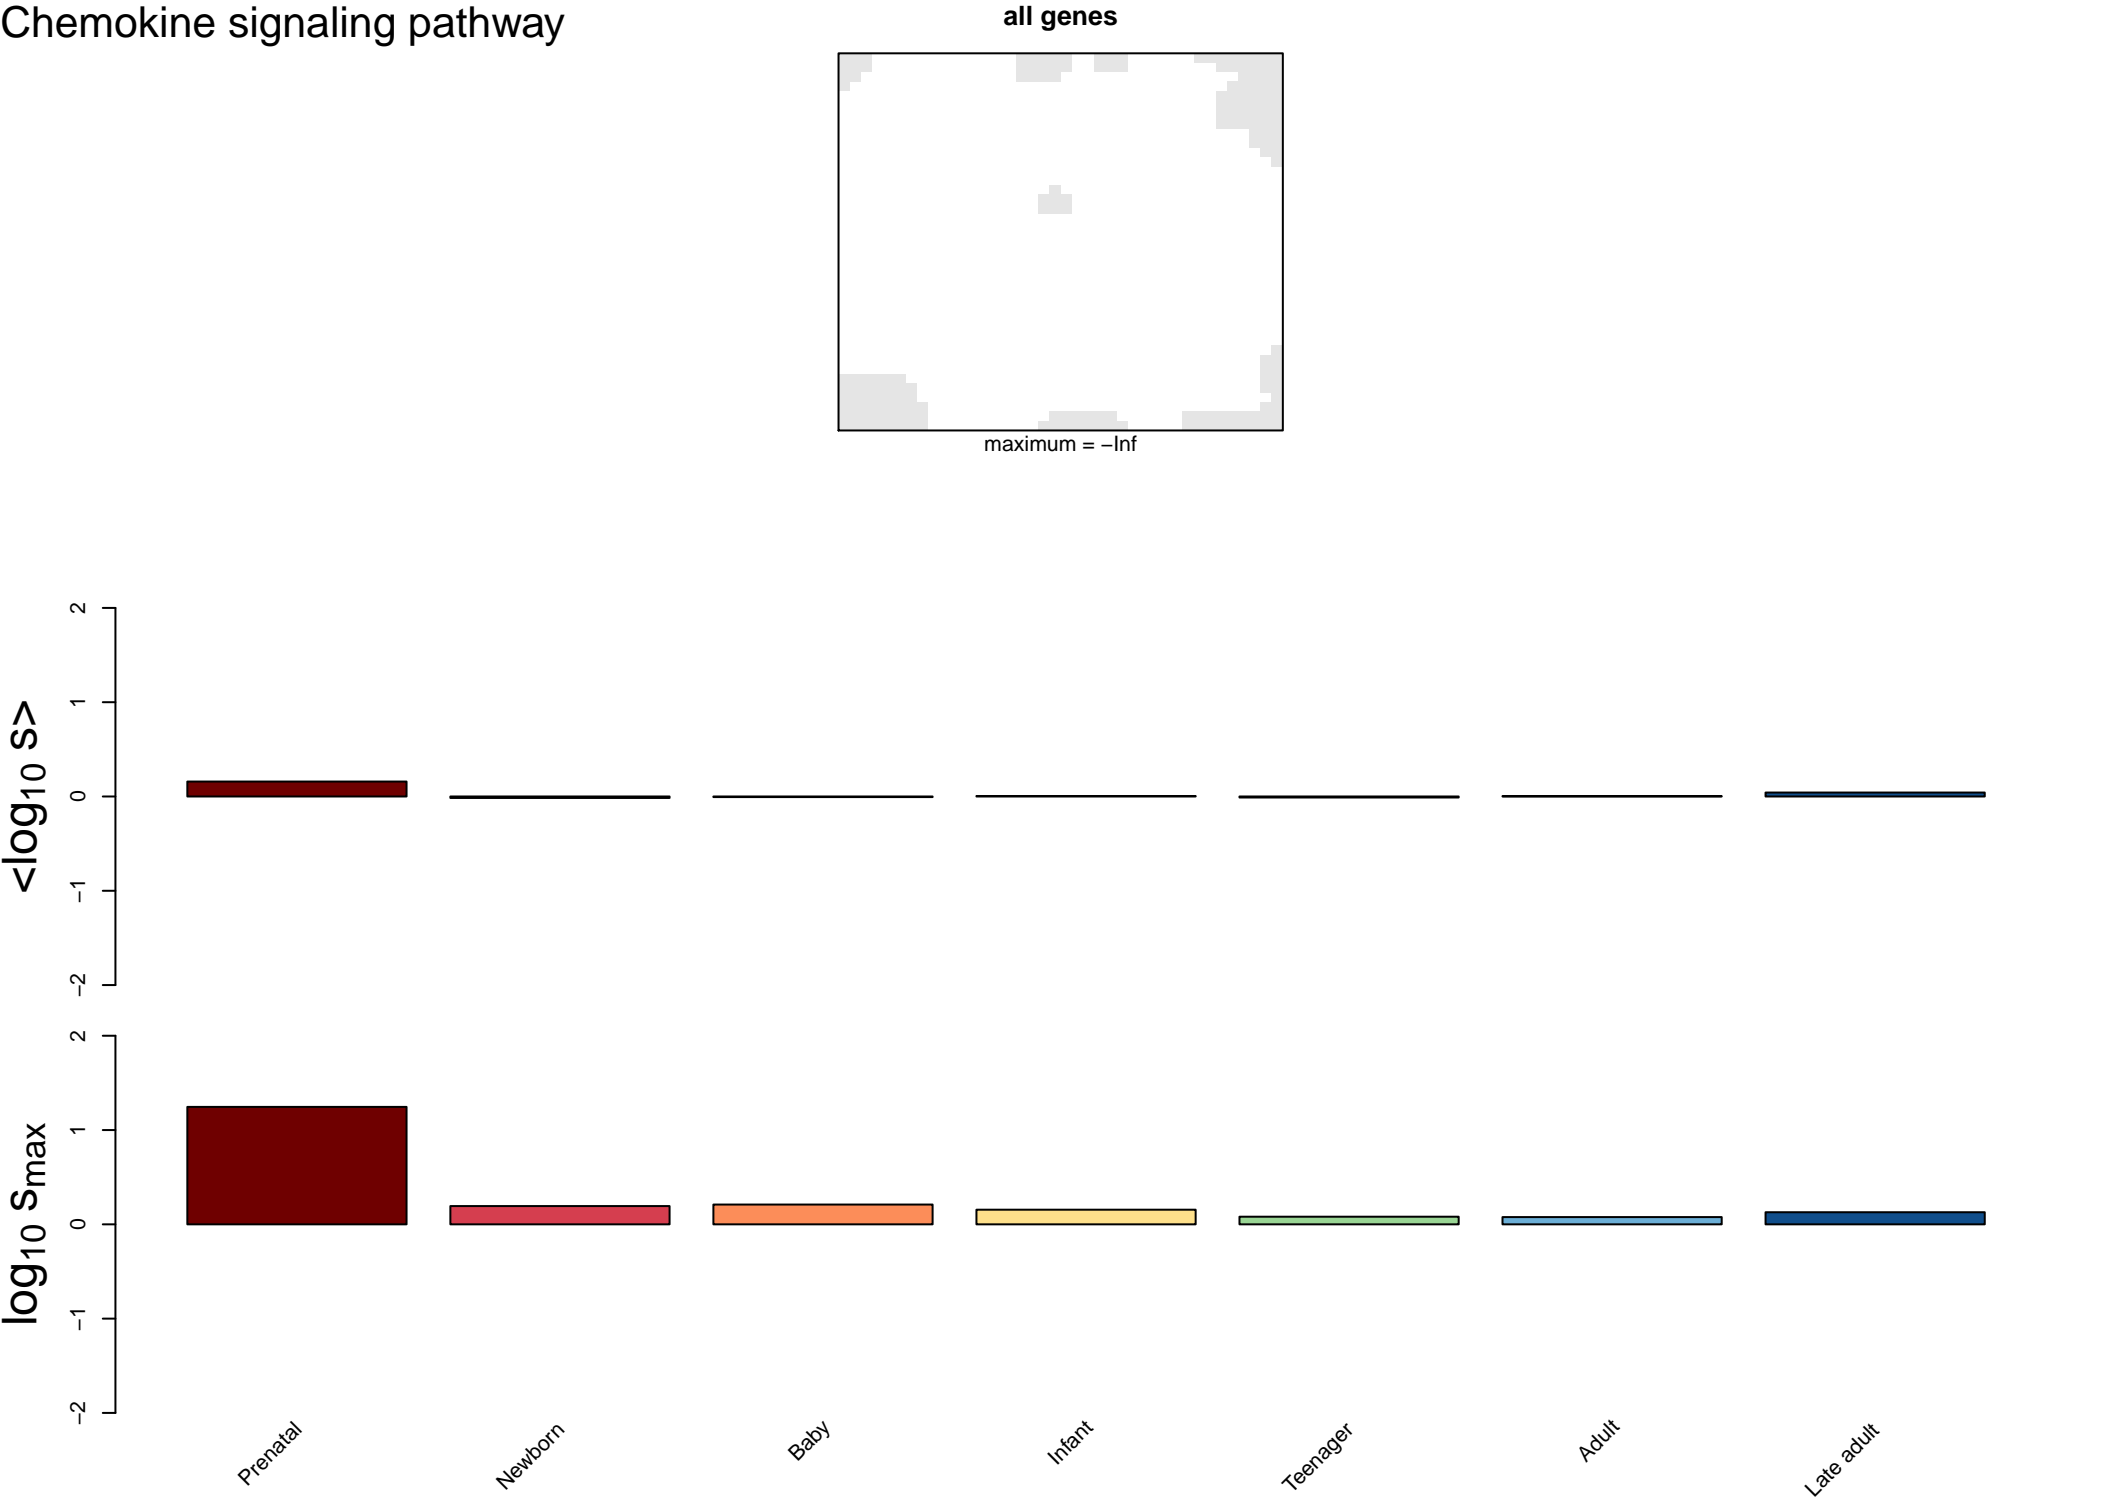 Chemokine signaling pathway
all genes
maximum = −Inf
<log10 s>
2
1
0
−1
−2
log10 smax
2
1
0
−1
−2
Prenatal
Newborn
Baby
Infant
Teenager
Adult
Late adult